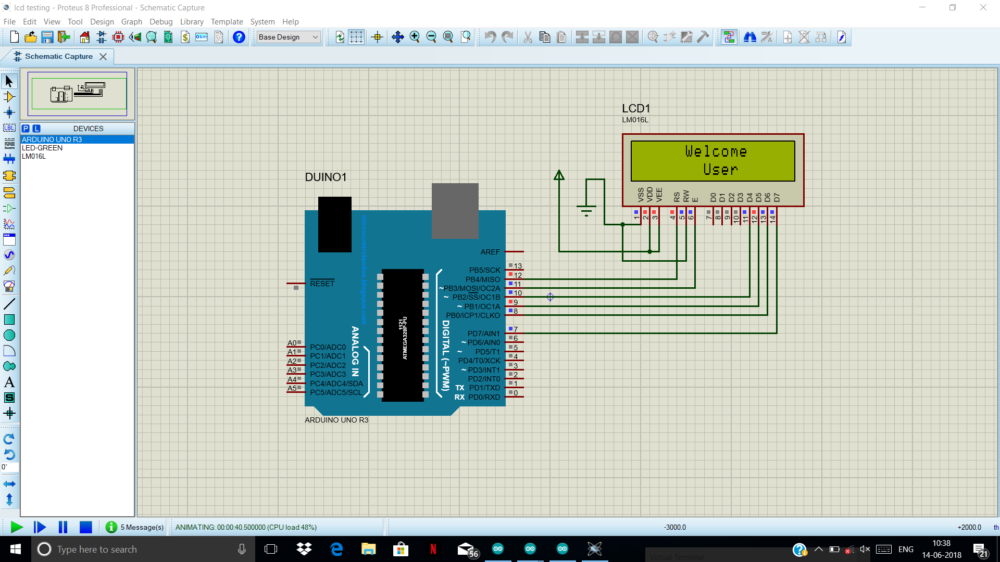 lcd testing - Proteus 8 Professional - Schematic Capture
File Edit View Tool Design Graph Debug Library Template System Help
Base Design
Schematic Capture
P L DEVICES
ARDUINO UNO R3
LED-GREEN
LM016L
LBL
A
S
0°
LCD1
LM016L
Welcome
User
VSS VDD VEE RS RW E D0 D1 D2 D3 D4 D5 D6 D7
1 2 3 4 5 6 7 8 9 10 11 12 13 14
DUINO1
microcontrolandos.blogspot.com
AREF
RESET
PB5/SCK 13
PB4/MISO 12
~PB3/MOSI/OC2A 11
~ PB2/SS/OC1B 10
~ PB1/OC1A 9
PB0/ICP1/CLKO 8
PD7/AIN1 7
~ PD6/AIN0 6
~ PD5/T1 5
PD4/T0/XCK 4
~ PD3/INT1 3
PD2/INT0 2
TX PD1/TXD 1
RX PD0/RXD 0
1121
ATMEGA328P-PU
DIGITAL (~PWM)
ANALOG IN
A0 PC0/ADC0
A1 PC1/ADC1
A2 PC2/ADC2
A3 PC3/ADC3
A4 PC4/ADC4/SDA
A5 PC5/ADC5/SCL
ARDUINO UNO R3
5 Message(s) ANIMATING: 00:00:40.500000 (CPU load 48%) -3000.0 +2000.0 th
Type here to search
56
Virtual Terminal
ENG
10:38
14-06-2018
21